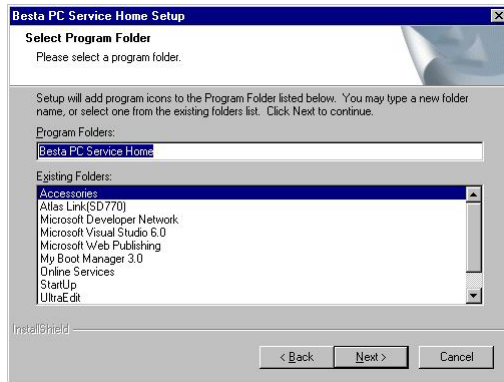 Besta PC Service Home Setup
Select Program Folder
Please select a program folder.
Setup will add program icons to the Program Folder listed below. You may type a new folder
name, or select one from the existing folders list. Click Next to continue.
Program Folders:
Besta PC Service Home
Existing Folders:
Accessories
Atlas Link(SD770)
Microsoft Developer Network
Microsoft Visual Studio 6.0
Microsoft Web Publishing
My Boot Manager 3.0
Online Services
StartUp
UltraEdit
InstallShield
< Back Next > Cancel